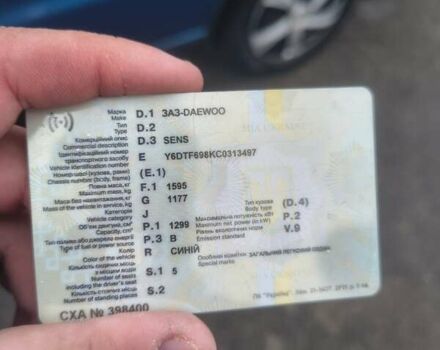 Марка D.1 ЗАЗ-DAEWOO
Make
Тип D.2
Type
Комерційний опис D.3 SENS
Commercial description
Ідентифікаційний номер E Y6DTF698KC0313497
транспортного засобу
Vehicle identification number
Номер шасі (кузова, рами) (E.1)
Chassis number (body, frame)
Повна маса, кг F.1 1595
Maximum mass, kg
Маса без навантаження, кг G 1177
Mass of the vehicle in service, kg
Категорія J Тип кузова (D.4)
Vehicle category Body type
Об'єм двигуна, см³ P.1 1299 Максимальна потужність кВт P.2
Capacity, cm³ Maximum net power (in kW)
Тип палива або джерело енергії P.3 B Рівень екологічних норм V.9
Type of fuel or power source Emission standard
Колір R СИНІЙ Особливі відмітки ЗАГАЛЬНИЙ ЛЕГКОВИЙ СЕДАН
Color of the vehicle Special marks
Кількість сидячих місць S.1 5
з місцем водія
Number of seats
including the driver's seat
Кількість стоячих місць S.2
Number of standing places
СХА № 398400
ПК "Україна".